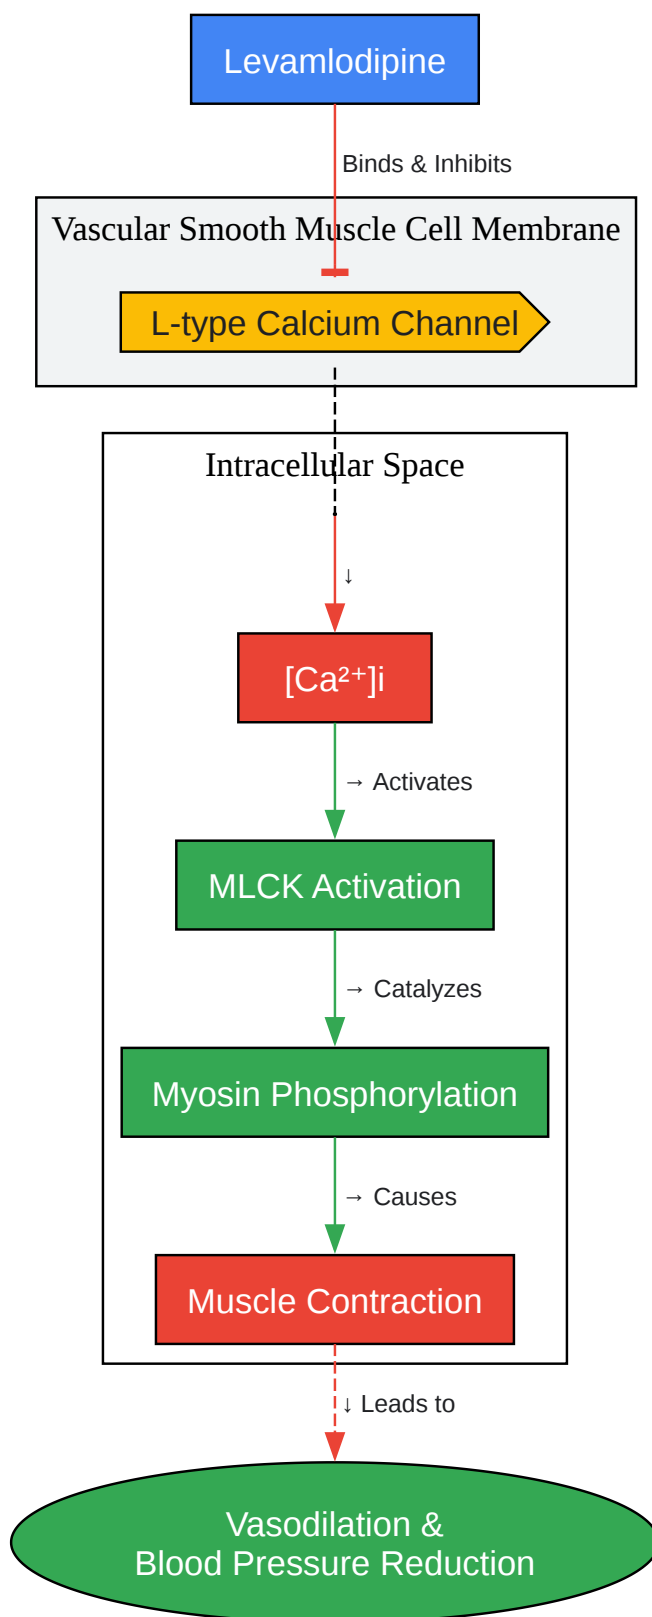 Levamlodipine
Binds & Inhibits
Vascular Smooth Muscle Cell Membrane
L-type Calcium Channel
Intracellular Space
↓
[Ca²⁺]i
→ Activates
MLCK Activation
→ Catalyzes
Myosin Phosphorylation
→ Causes
Muscle Contraction
↓ Leads to
Vasodilation &
Blood Pressure Reduction